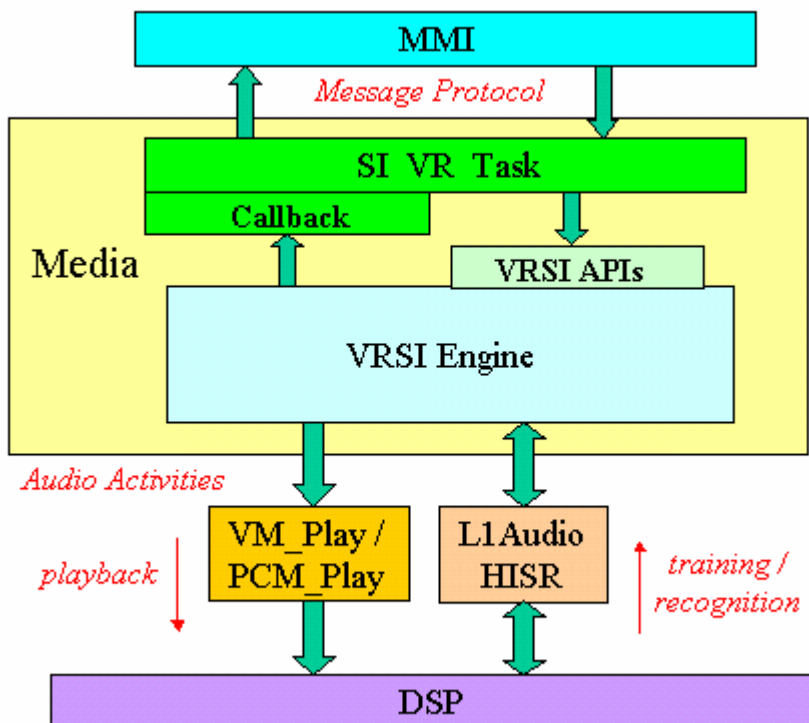 MMI
Message Protocol
SI VR Task
Callback
Media
VRSI APIs
VRSI Engine
Audio Activities
VM_Play /
PCM_Play
L1Audio
HISR
playback
training /
recognition
DSP